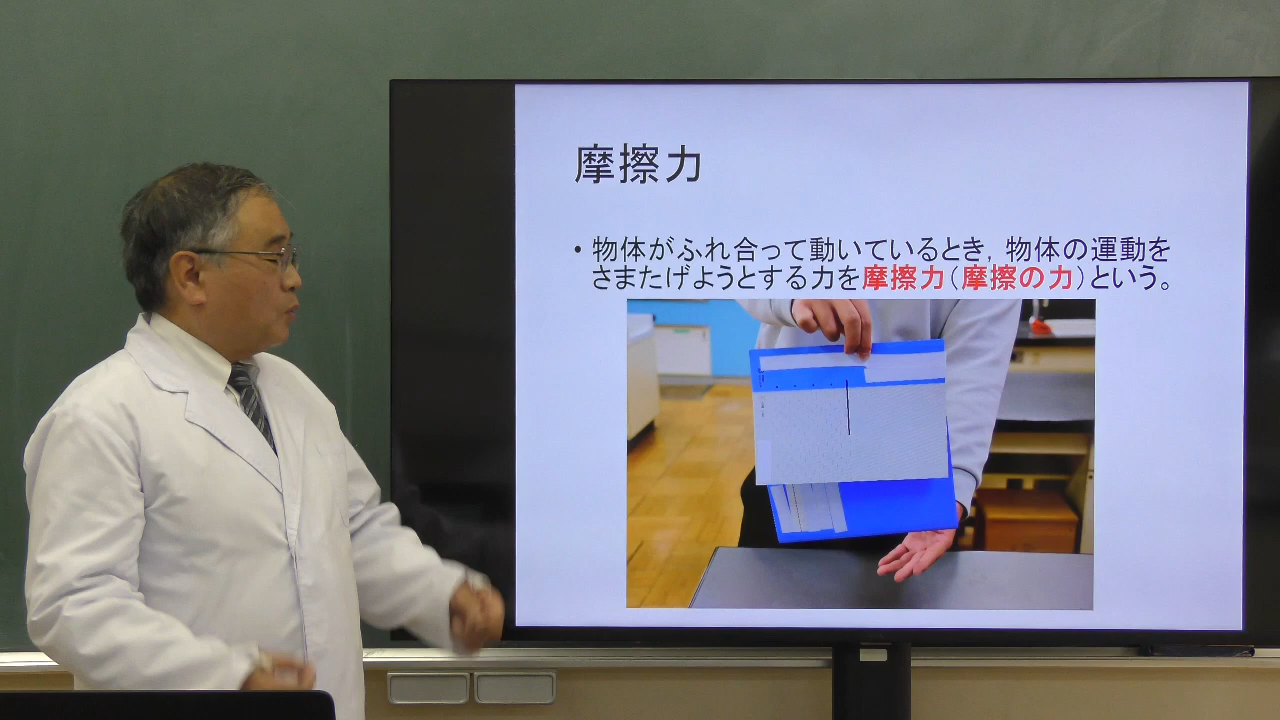 摩擦力
• 物体がふれ合って動いているとき，物体の運動を
さまたげようとする力を摩擦力（摩擦の力）という。